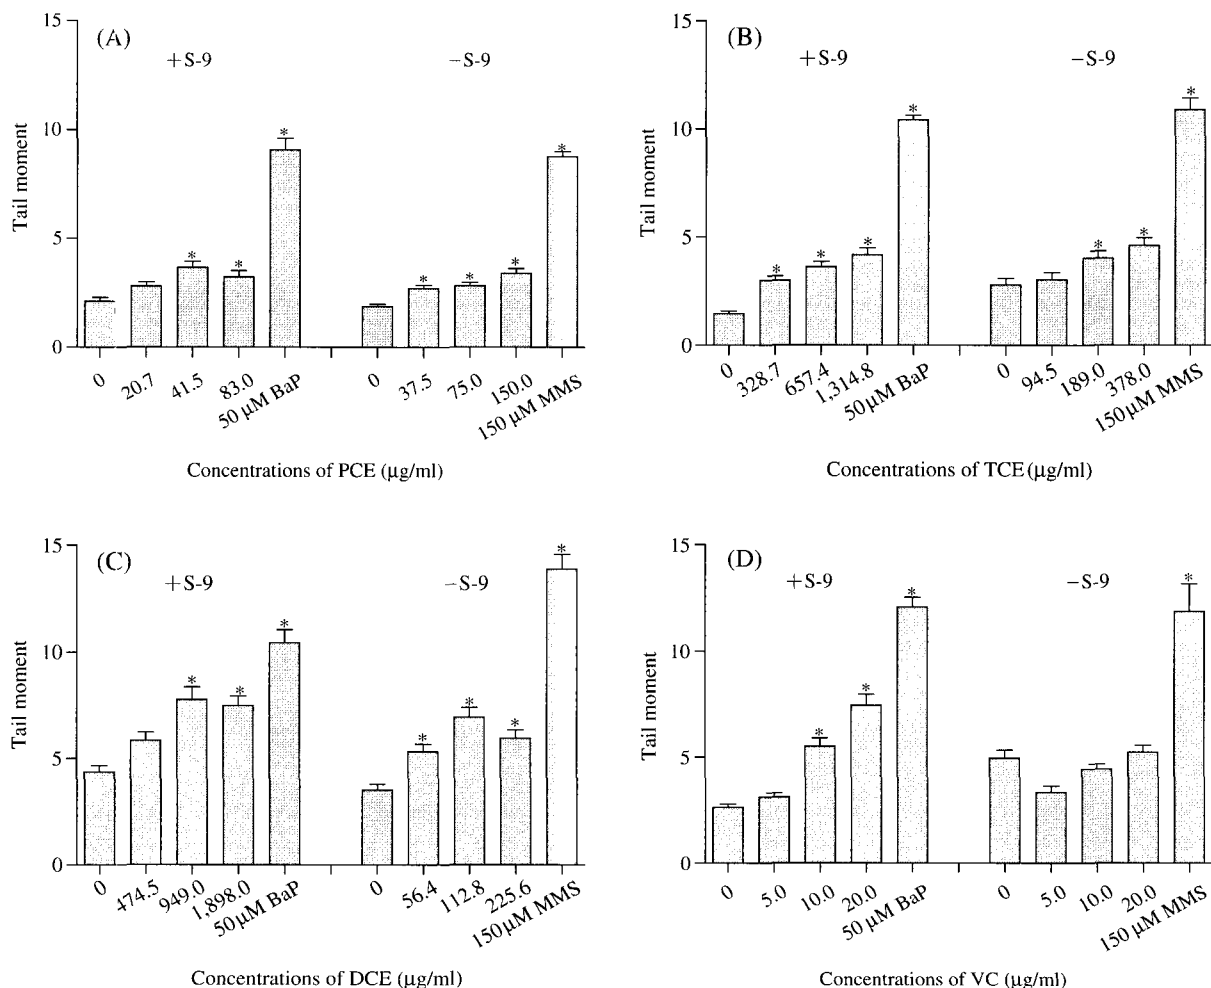 (A)
+S-9
−S-9
Tail moment
15
10
5
0
* * * * * * *
0 20.7 41.5 83.0 50 µM BaP 0 37.5 75.0 150.0 150 µM MMS
Concentrations of PCE (µg/ml)
(B)
+S-9
−S-9
Tail moment
15
10
5
0
* * * * * * *
0 328.7 657.4 1,314.8 50 µM BaP 0 94.5 189.0 378.0 150 µM MMS
Concentrations of TCE (µg/ml)
(C)
+S-9
−S-9
Tail moment
15
10
5
0
* * * * * * *
0 474.5 949.0 1,898.0 50 µM BaP 0 56.4 112.8 225.6 150 µM MMS
Concentrations of DCE (µg/ml)
(D)
+S-9
−S-9
Tail moment
15
10
5
0
* * * *
0 5.0 10.0 20.0 50 µM BaP 0 5.0 10.0 20.0 150 µM MMS
Concentrations of VC (µg/ml)